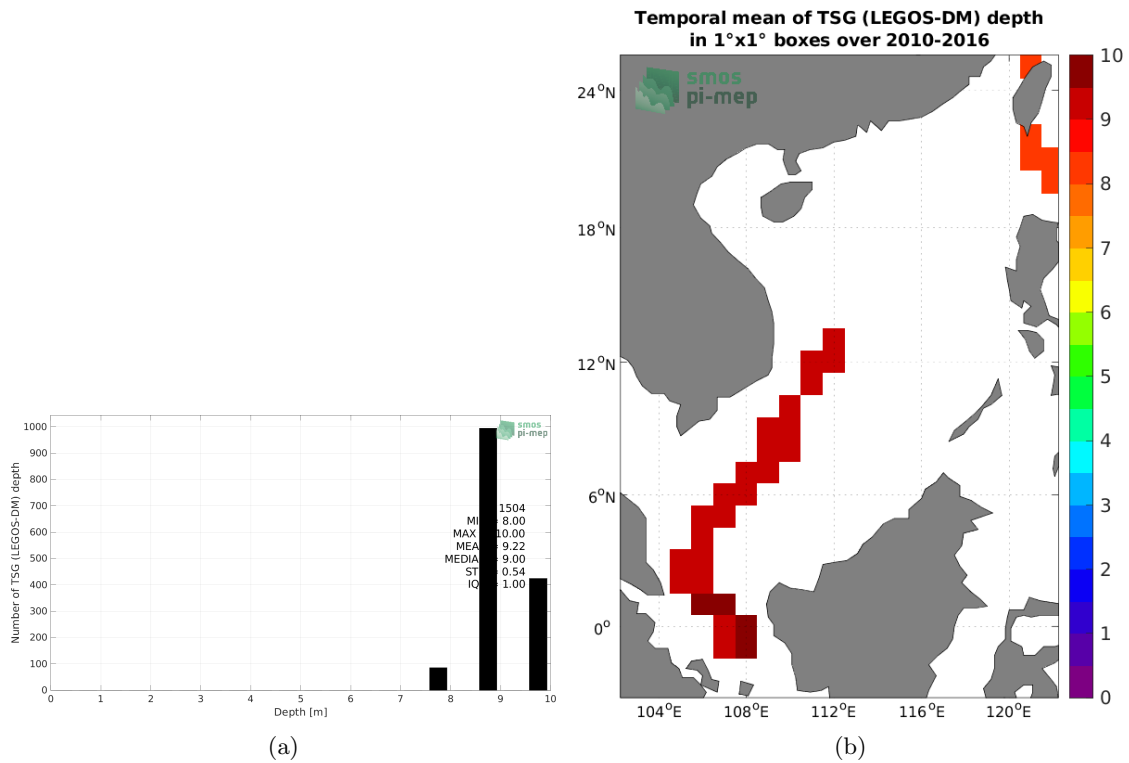 Temporal mean of TSG (LEGOS-DM) depth
in 1°x1° boxes over 2010-2016
smos
pi-mep
24°N
18°N
12°N
6°N
0°
104°E
108°E
112°E
116°E
120°E
10
9
8
7
6
5
4
3
2
1
0
(b)
Number of TSG (LEGOS-DM) depth
1000
900
800
700
600
500
400
300
200
100
0
smos
pi-mep
1504
8.00
MAX 10.00
9.22
MEDIA 9.00
0.54
1.00
0
1
2
3
4
5
6
7
8
9
10
Depth [m]
(a)